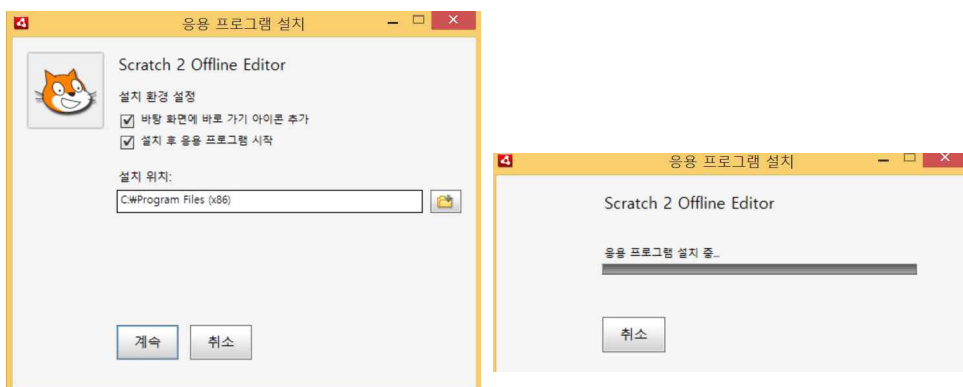 응용 프로그램 설치
Scratch 2 Offline Editor
설치 환경 설정
바탕 화면에 바로 가기 아이콘 추가
설치 후 응용 프로그램 시작
설치 위치:
C:₩Program Files (x86)
계속 취소
응용 프로그램 설치
Scratch 2 Offline Editor
응용 프로그램 설치 중...
취소